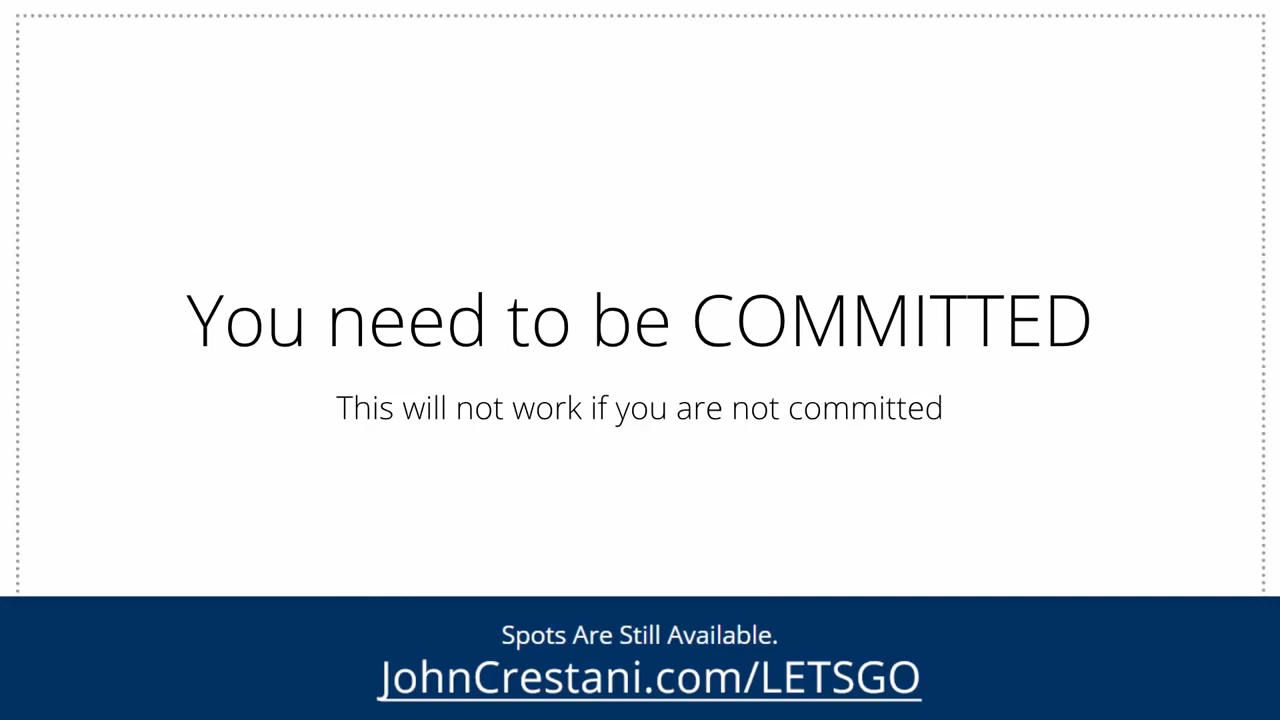 You need to be COMMITTED
This will not work if you are not committed
Spots Are Still Available.
JohnCrestani.com/LETSGO